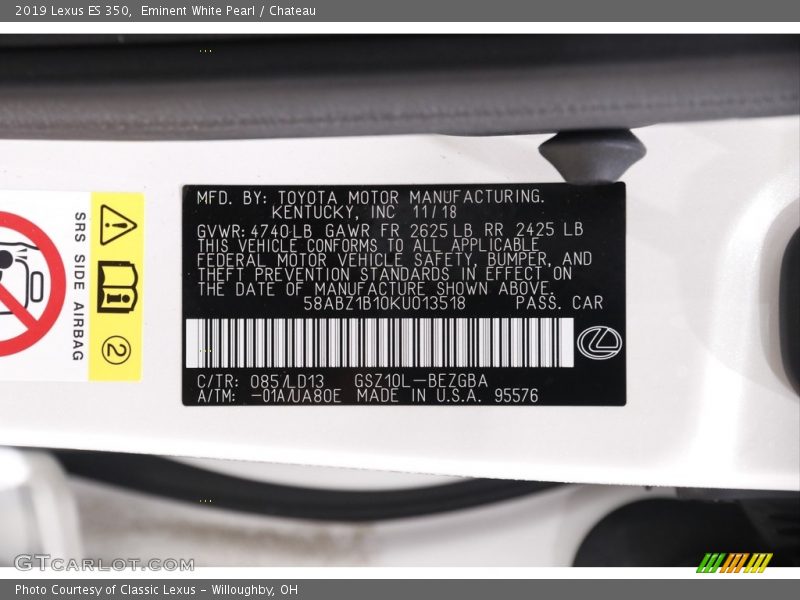 2019 Lexus ES 350, Eminent White Pearl / Chateau
MFD. BY: TOYOTA MOTOR MANUFACTURING.
KENTUCKY, INC 11/18
GVWR: 4740 LB GAWR FR 2625 LB RR 2425 LB
THIS VEHICLE CONFORMS TO ALL APPLICABLE
FEDERAL MOTOR VEHICLE SAFETY, BUMPER, AND
THEFT PREVENTION STANDARDS IN EFFECT ON
THE DATE OF MANUFACTURE SHOWN ABOVE.
58ABZ1B10KU013518 PASS. CAR
C/TR: 085/LD13 GSZ10L-BEZGBA
A/TM: -01A/UA80E MADE IN U.S.A. 95576
SRS SIDE AIRBAG
2
GTCARLOT.COM
Photo Courtesy of Classic Lexus - Willoughby, OH